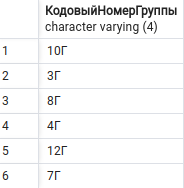 КодовыйНомерГруппы
character varying (4)
1 10Г
2 3Г
3 8Г
4 4Г
5 12Г
6 7Г